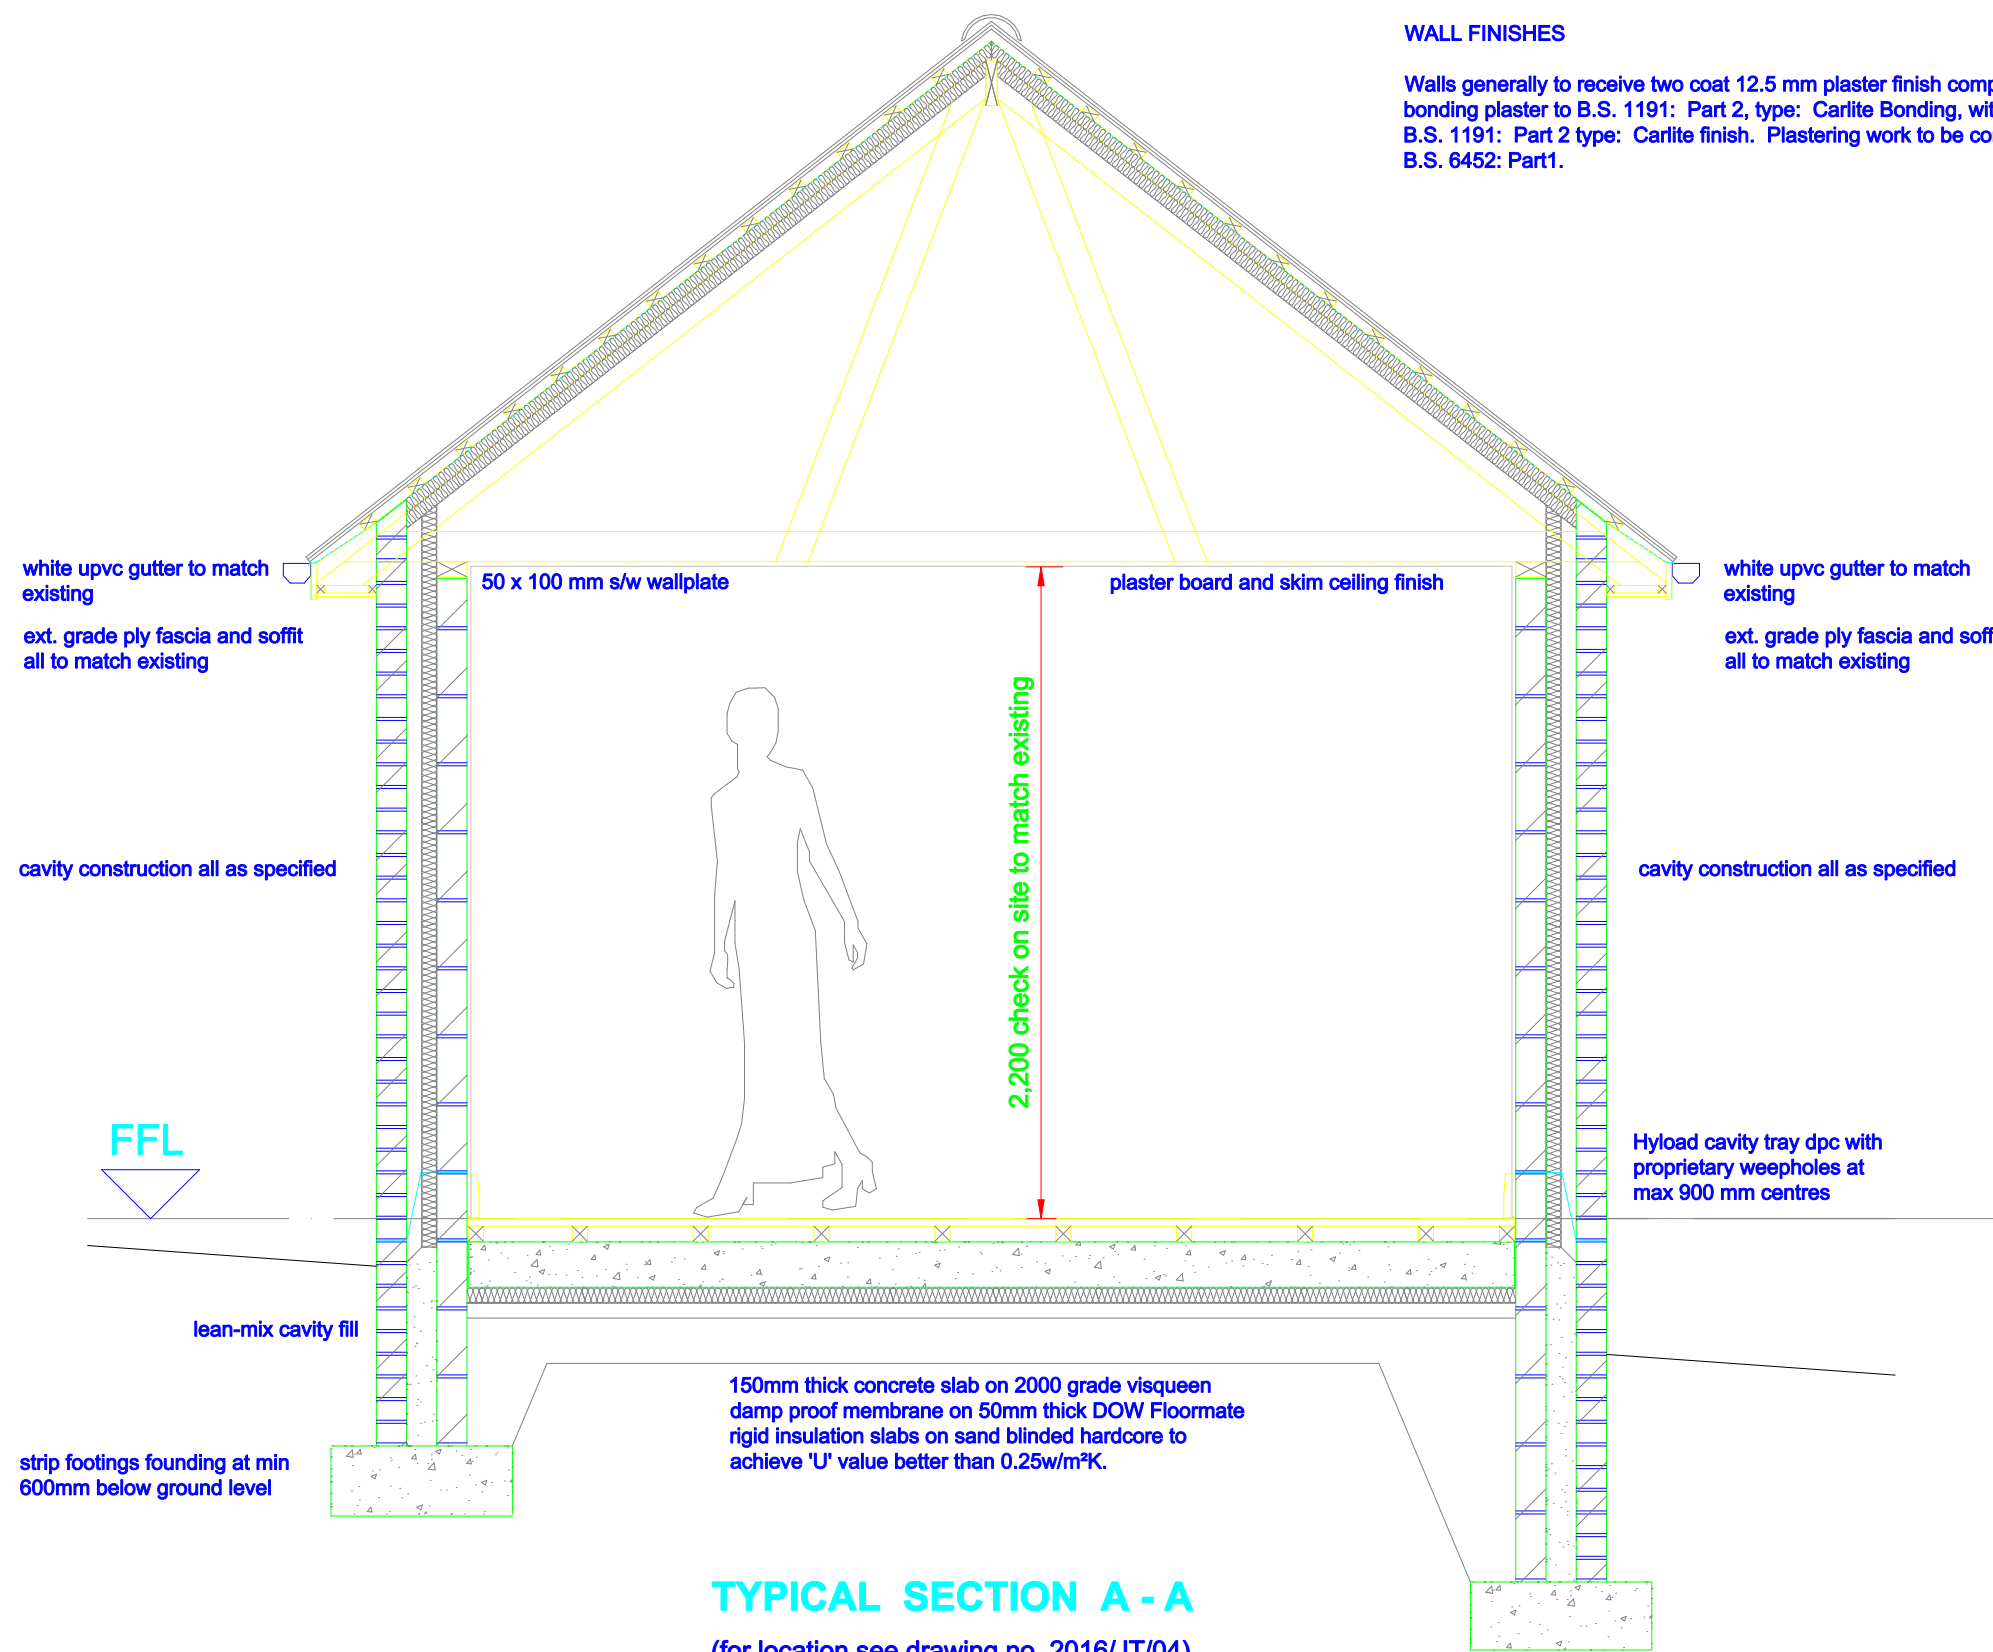 WALL FINISHES
Walls generally to receive two coat 12.5 mm plaster finish comp
bonding plaster to B.S. 1191: Part 2, type: Carlite Bonding, wit
B.S. 1191: Part 2 type: Carlite finish. Plastering work to be co
B.S. 6452: Part1.
white upvc gutter to match
existing
ext. grade ply fascia and soffit
all to match existing
50 x 100 mm s/w wallplate
plaster board and skim ceiling finish
white upvc gutter to match
existing
ext. grade ply fascia and soff
all to match existing
2,200 check on site to match existing
cavity construction all as specified
cavity construction all as specified
FFL
Hyload cavity tray dpc with
proprietary weepholes at
max 900 mm centres
lean-mix cavity fill
150mm thick concrete slab on 2000 grade visqueen
damp proof membrane on 50mm thick DOW Floormate
rigid insulation slabs on sand blinded hardcore to
achieve 'U' value better than 0.25w/m²K.
strip footings founding at min
600mm below ground level
TYPICAL SECTION A - A
(for location see drawing no. 2016/JT/04)